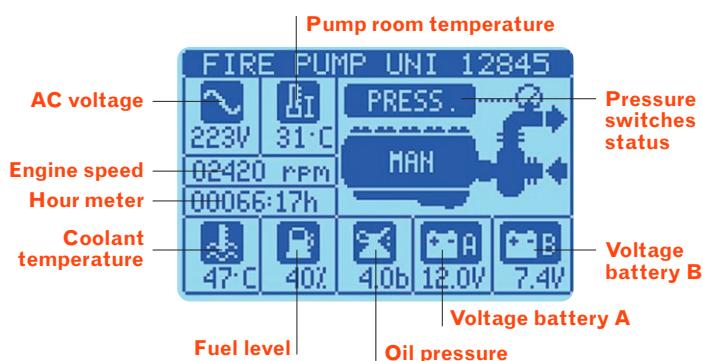 Pump room temperature
FIRE PUMP UNI 12845
AC voltage
PRESS.
Pressure
switches
status
223V
I
31°C
Engine speed
02420 rpm
MAN
Hour meter
00066:17h
Coolant
temperature
A
B
Voltage
battery B
47°C
40%
4.0b
12.0V
7.4V
Voltage battery A
Fuel level
Oil pressure